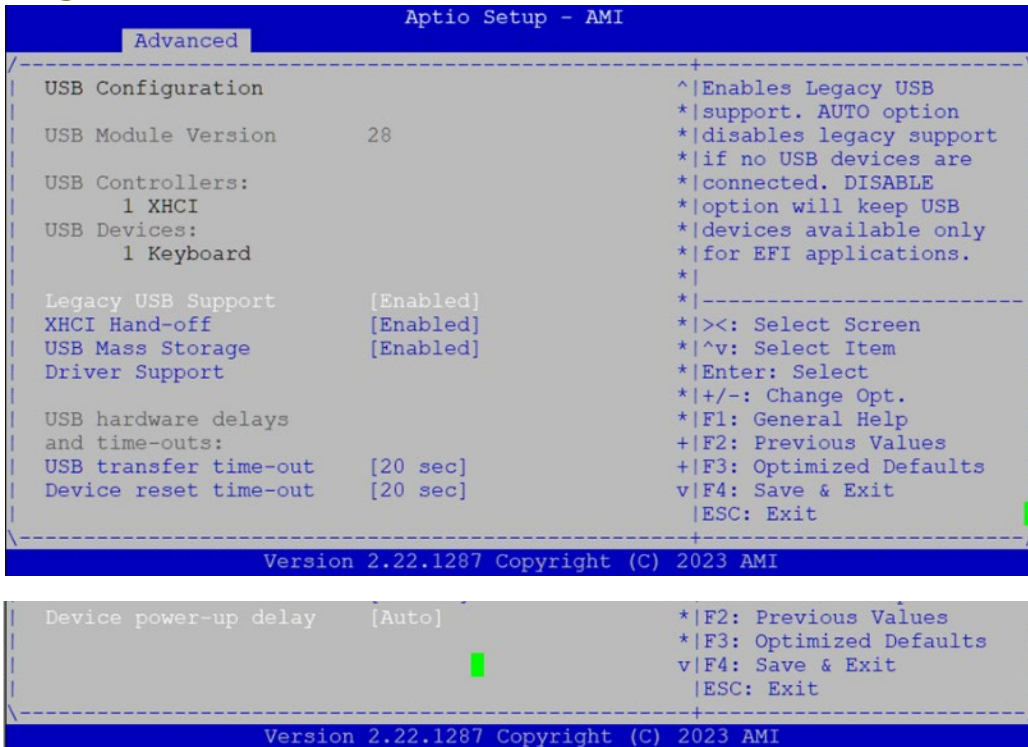 Aptio Setup - AMI
Advanced
/----------------------------------------------------+---------------------------\
| USB Configuration ^|Enables Legacy USB
| *|support. AUTO option
| USB Module Version 28 *|disables legacy support
| *|if no USB devices are
| USB Controllers: *|connected. DISABLE
| 1 XHCI *|option will keep USB
| USB Devices: *|devices available only
| 1 Keyboard *|for EFI applications.
| *|
| Legacy USB Support [Enabled] *|---------------------------
| XHCI Hand-off [Enabled] *|><: Select Screen
| USB Mass Storage [Enabled] *|^v: Select Item
| Driver Support *|Enter: Select
| *|+/-: Change Opt.
| USB hardware delays *|F1: General Help
| and time-outs: +|F2: Previous Values
| USB transfer time-out [20 sec] +|F3: Optimized Defaults
| Device reset time-out [20 sec] v|F4: Save & Exit
| |ESC: Exit
\----------------------------------------------------+---------------------------/
Version 2.22.1287 Copyright (C) 2023 AMI
| Device power-up delay [Auto] *|F2: Previous Values
| *|F3: Optimized Defaults
| v|F4: Save & Exit
| |ESC: Exit
\----------------------------------------------------+---------------------------
Version 2.22.1287 Copyright (C) 2023 AMI